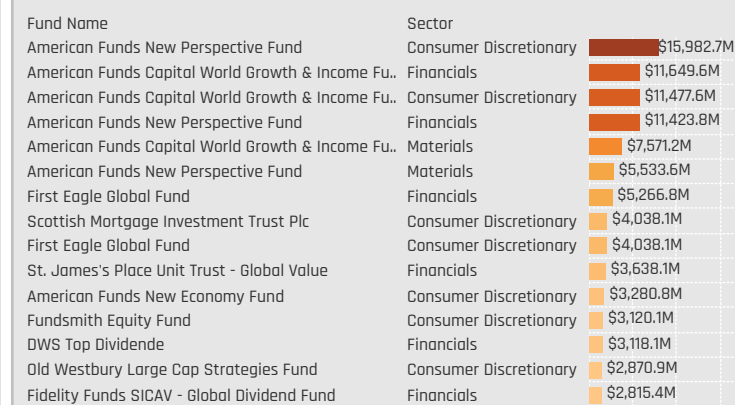 Fund Name Sector
American Funds New Perspective Fund Consumer Discretionary $15,982.7M
American Funds Capital World Growth & Income Fu.. Financials $11,649.6M
American Funds Capital World Growth & Income Fu.. Consumer Discretionary $11,477.6M
American Funds New Perspective Fund Financials $11,423.8M
American Funds Capital World Growth & Income Fu.. Materials $7,571.2M
American Funds New Perspective Fund Materials $5,533.6M
First Eagle Global Fund Financials $5,266.8M
Scottish Mortgage Investment Trust Plc Consumer Discretionary $4,038.1M
First Eagle Global Fund Consumer Discretionary $4,038.1M
St. James's Place Unit Trust - Global Value Financials $3,638.1M
American Funds New Economy Fund Consumer Discretionary $3,280.8M
Fundsmith Equity Fund Consumer Discretionary $3,120.1M
DWS Top Dividende Financials $3,118.1M
Old Westbury Large Cap Strategies Fund Consumer Discretionary $2,870.9M
Fidelity Funds SICAV - Global Dividend Fund Financials $2,815.4M